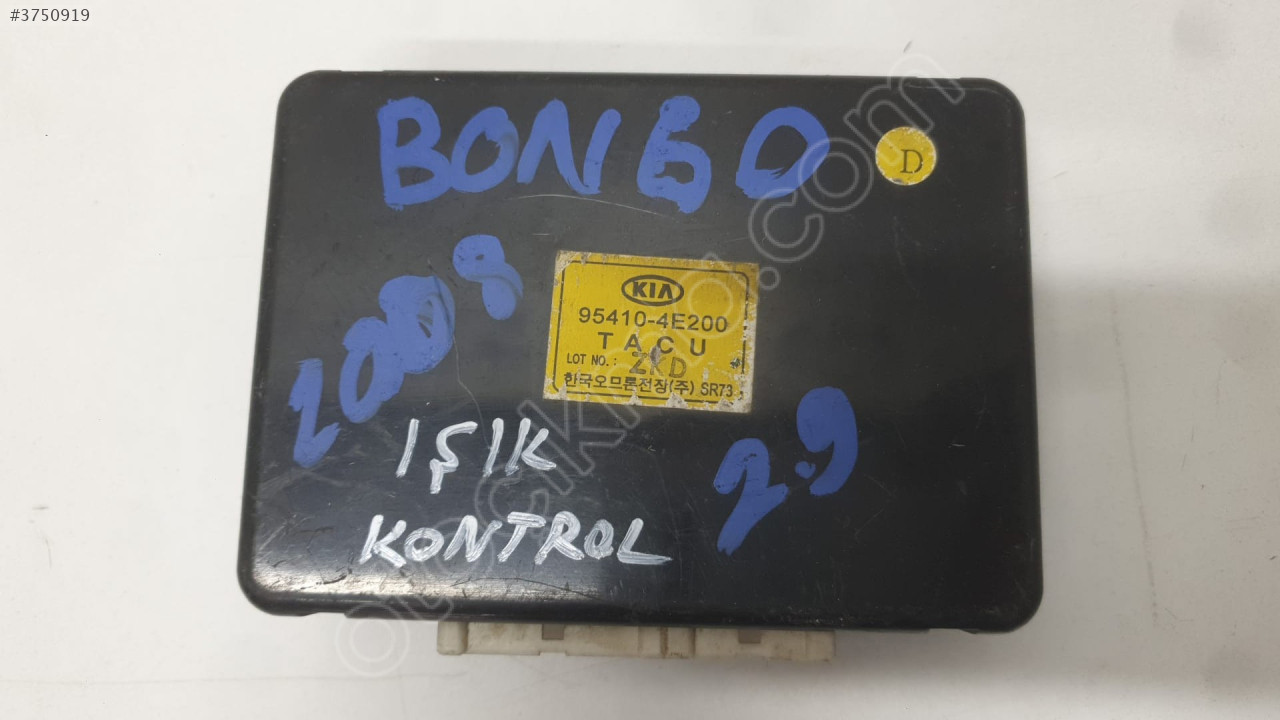 #3750919
BONGO
D
2008
KIA
95410-4E200
TACU
LOT NO.: ZKD
한국오므론전장(주) SR73
2.9
IŞIK
KONTROL